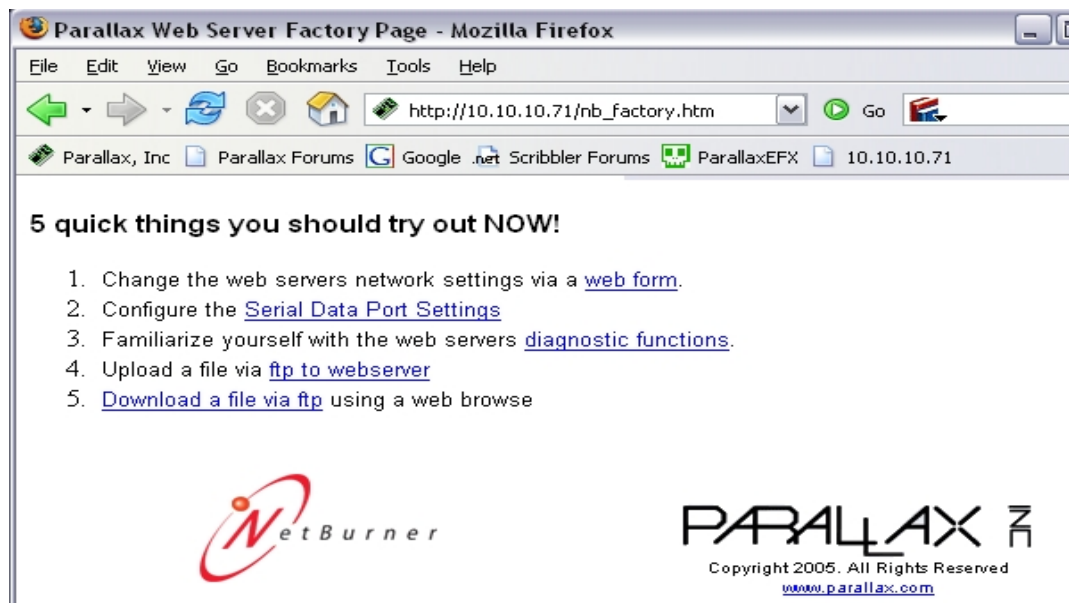 Parallax Web Server Factory Page - Mozilla Firefox
File Edit View Go Bookmarks Tools Help
http://10.10.10.71/nb_factory.htm Go
Parallax, Inc Parallax Forums G Google .net Scribbler Forums ParallaxEFX 10.10.10.71
5 quick things you should try out NOW!
1. Change the web servers network settings via a web form.
2. Configure the Serial Data Port Settings
3. Familiarize yourself with the web servers diagnostic functions.
4. Upload a file via ftp to webserver
5. Download a file via ftp using a web browse
NetBurner
PARALLAX INC
Copyright 2005. All Rights Reserved
www.parallax.com